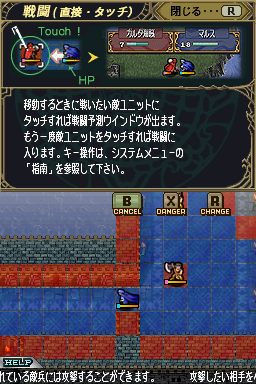 戦闘(直接・タッチ)
閉じる・・・R
Touch!
HP
ガルダ海賊
マルス
7
18
移動するときに戦いたい敵ユニットに
タッチすれば戦闘予測ウインドウが出ます。
もう一度敵ユニットをタッチすれば戦闘に
入ります。キー操作は、システムメニューの
「指南」を参照して下さい。
B
CANCEL
X
DANGER
R
CHANGE
HELP
れている敵兵には攻撃することができます。
攻撃したい相手を